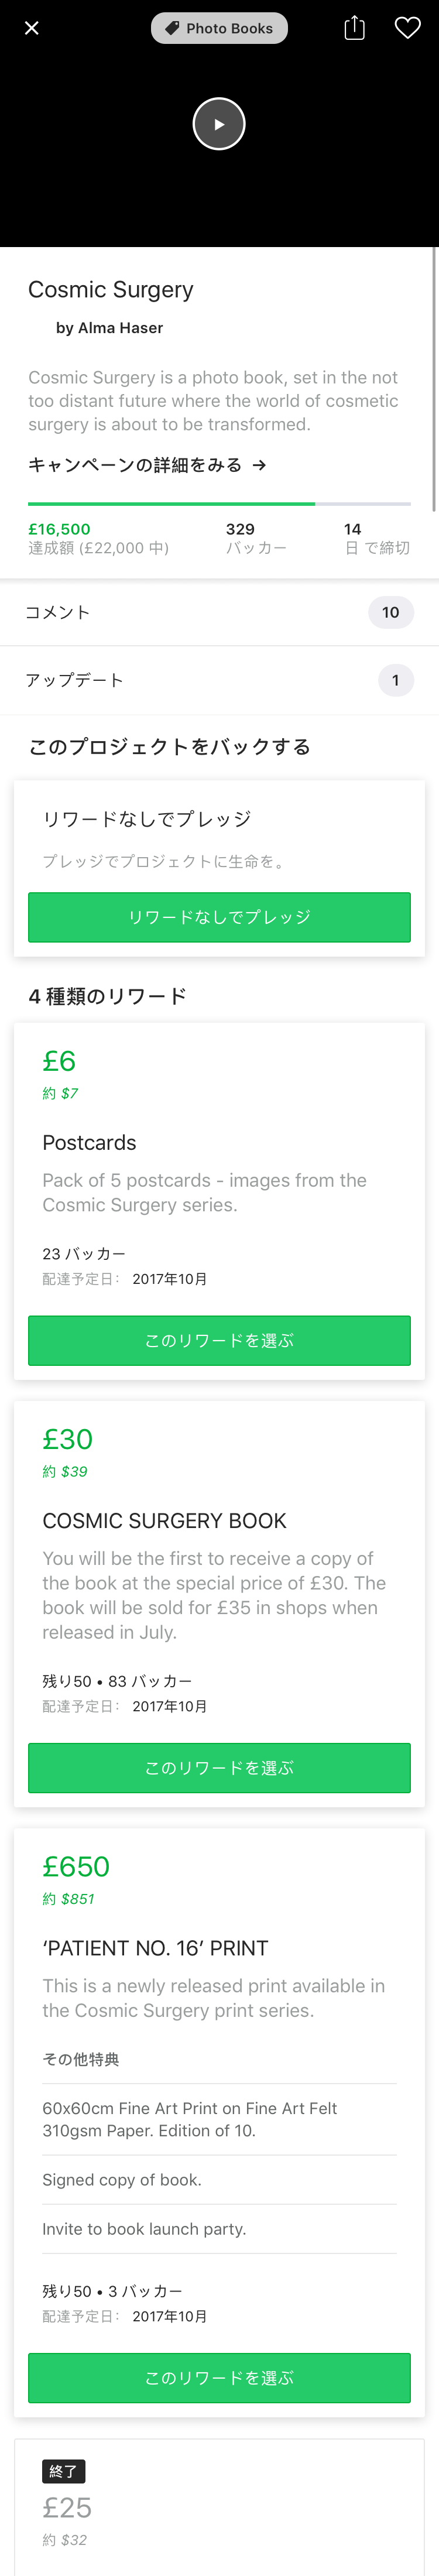 Photo Books
Cosmic Surgery
by Alma Haser
Cosmic Surgery is a photo book, set in the not
too distant future where the world of cosmetic
surgery is about to be transformed.
キャンペーンの詳細をみる →
£16,500
達成額 (£22,000 中)
329
バッカー
14
日 で締切
コメント
10
アップデート
1
このプロジェクトをバックする
リワードなしでプレッジ
プレッジでプロジェクトに生命を。
リワードなしでプレッジ
4 種類のリワード
£6
約 $7
Postcards
Pack of 5 postcards - images from the
Cosmic Surgery series.
23 バッカー
配達予定日: 2017年10月
このリワードを選ぶ
£30
約 $39
COSMIC SURGERY BOOK
You will be the first to receive a copy of
the book at the special price of £30. The
book will be sold for £35 in shops when
released in July.
残り50 • 83 バッカー
配達予定日: 2017年10月
このリワードを選ぶ
£650
約 $851
‘PATIENT NO. 16’ PRINT
This is a newly released print available in
the Cosmic Surgery print series.
その他特典
60x60cm Fine Art Print on Fine Art Felt
310gsm Paper. Edition of 10.
Signed copy of book.
Invite to book launch party.
残り50 • 3 バッカー
配達予定日: 2017年10月
このリワードを選ぶ
終了
£25
約 $32